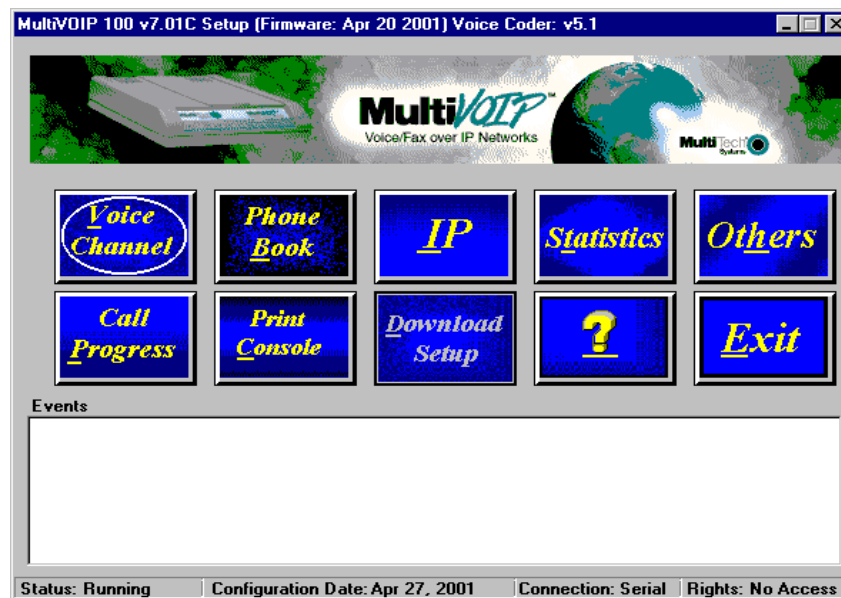 MultiVOIP 100 v7.01C Setup (Firmware: Apr 20 2001) Voice Coder: v5.1
MultiVOIP™
Voice/Fax over IP Networks
MultiTech
Systems
Voice
Channel
Phone
Book
IP
Statistics
Others
Call
Progress
Print
Console
Download
Setup
?
Exit
Events
Status: Running
Configuration Date: Apr 27, 2001
Connection: Serial
Rights: No Access